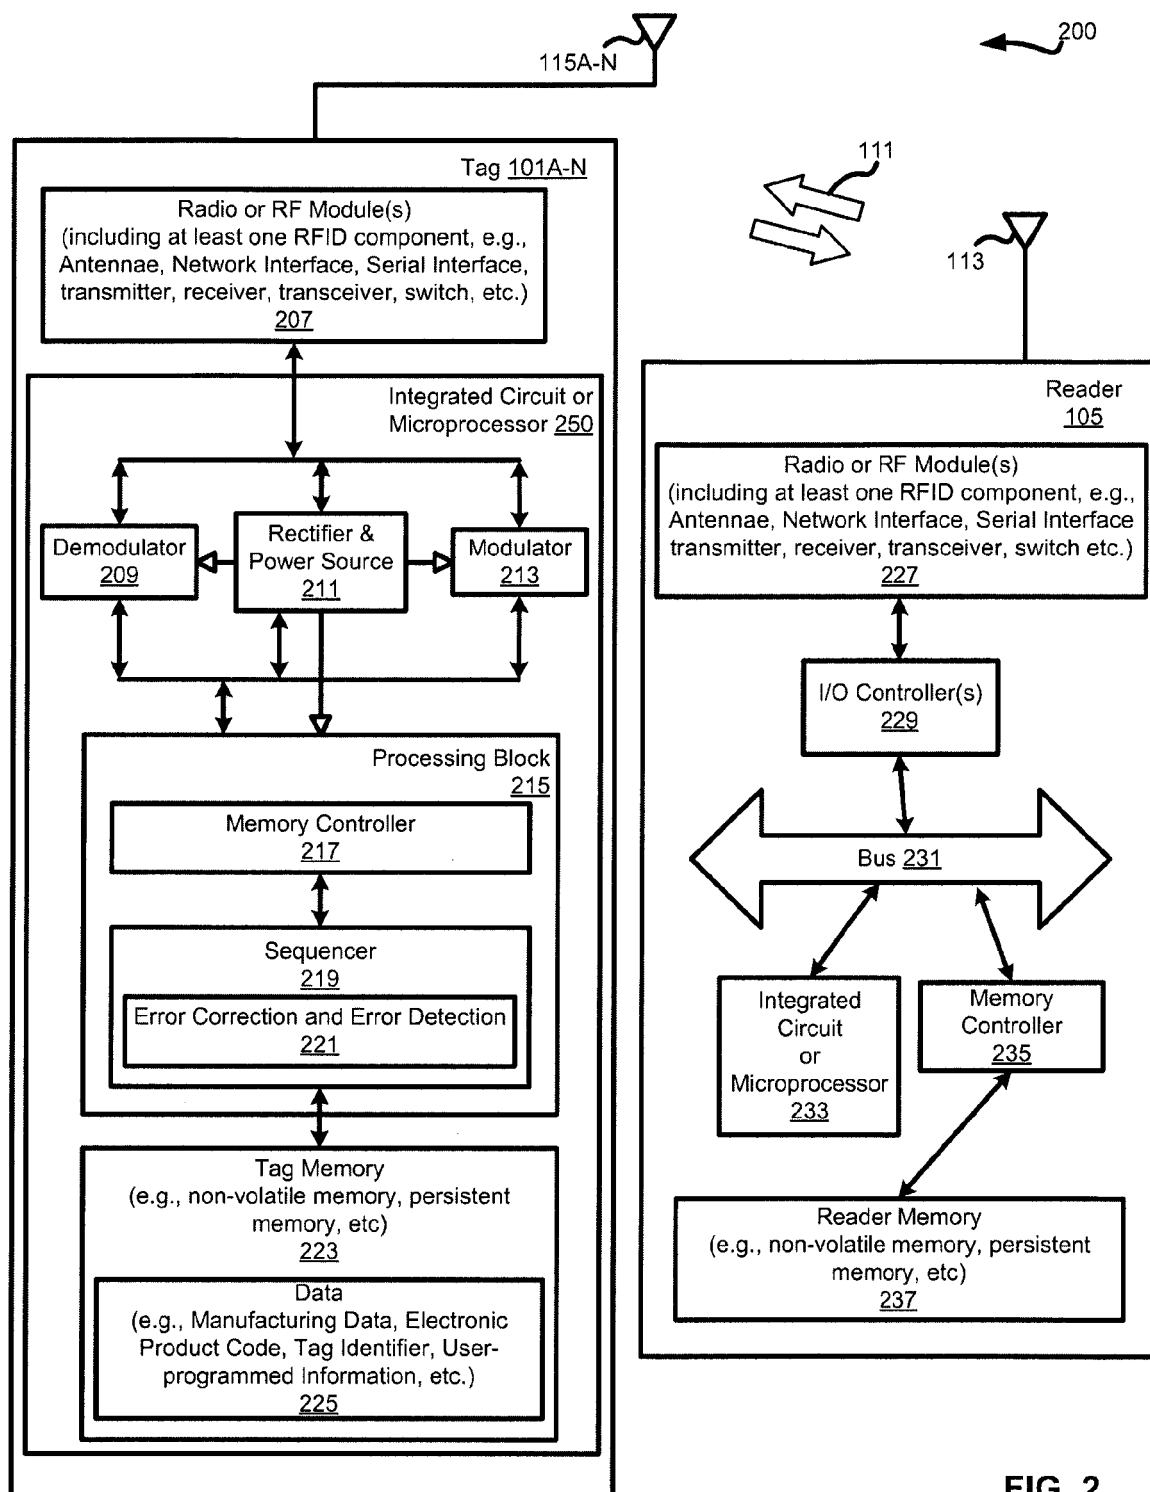 200
115A-N
111
113
Tag 101A-N
Radio or RF Module(s)
(including at least one RFID component, e.g.,
Antennae, Network Interface, Serial Interface,
transmitter, receiver, transceiver, switch, etc.)
207
Integrated Circuit or
Microprocessor 250
Demodulator
209
Rectifier &
Power Source
211
Modulator
213
Processing Block
215
Memory Controller
217
Sequencer
219
Error Correction and Error Detection
221
Tag Memory
(e.g., non-volatile memory, persistent
memory, etc)
223
Data
(e.g., Manufacturing Data, Electronic
Product Code, Tag Identifier, User-
programmed Information, etc.)
225
Reader
105
Radio or RF Module(s)
(including at least one RFID component, e.g.,
Antennae, Network Interface, Serial Interface
transmitter, receiver, transceiver, switch etc.)
227
I/O Controller(s)
229
Bus 231
Integrated
Circuit
or
Microprocessor
233
Memory
Controller
235
Reader Memory
(e.g., non-volatile memory, persistent
memory, etc)
237
FIG. 2